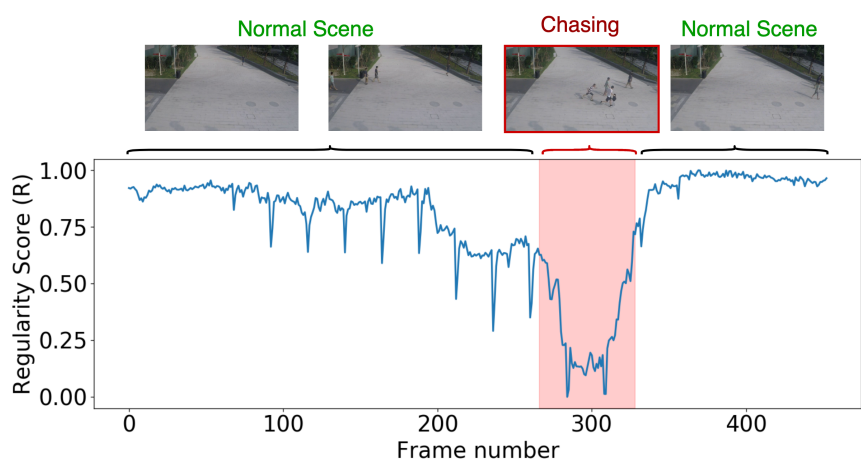 Normal Scene
Chasing
Normal Scene
1.00
0.75
0.50
0.25
0.00
Regularity Score (R)
0
100
200
300
400
Frame number